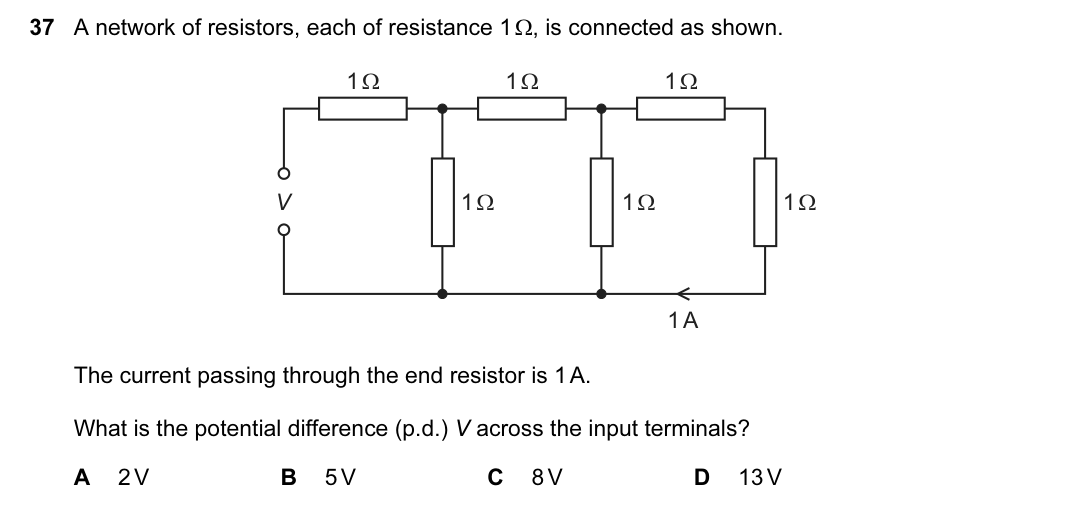 37 A network of resistors, each of resistance 1Ω, is connected as shown.
1Ω 1Ω 1Ω
V 1Ω 1Ω 1Ω
1A
The current passing through the end resistor is 1A.
What is the potential difference (p.d.) V across the input terminals?
A 2V B 5V C 8V D 13V